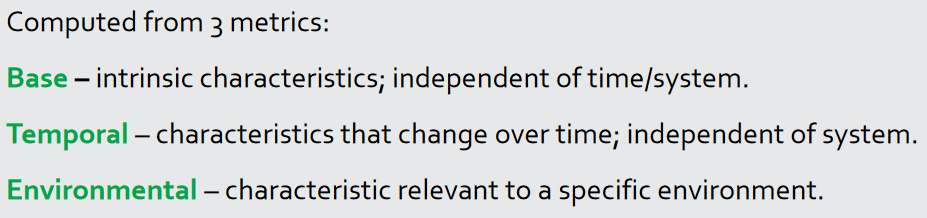 Computed from 3 metrics:
Base – intrinsic characteristics; independent of time/system.
Temporal – characteristics that change over time; independent of system.
Environmental – characteristic relevant to a specific environment.